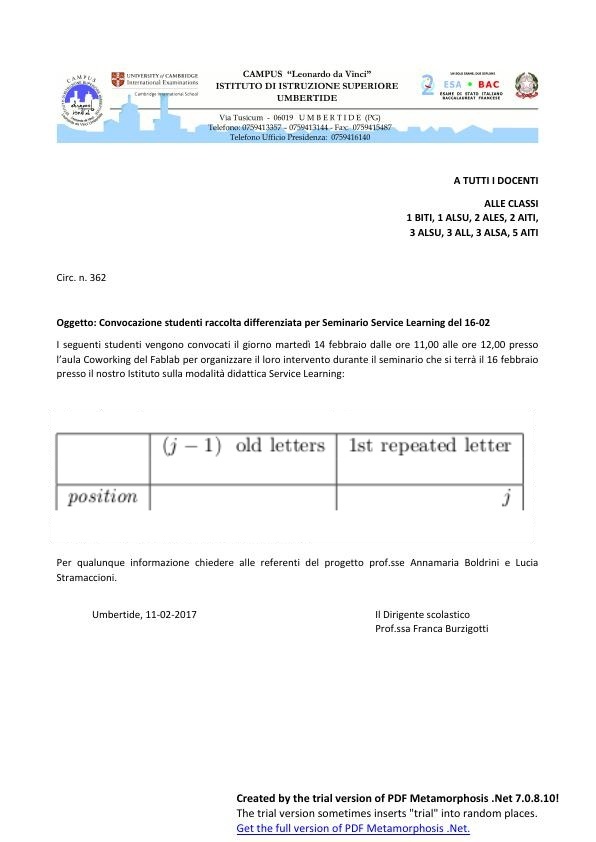 CAMPUS
UNIVERSITY of CAMBRIDGE
International Examinations
Cambridge International School
CAMPUS “Leonardo da Vinci”
ISTITUTO DI ISTRUZIONE SUPERIORE
UMBERTIDE
Via Tusicum - 06019 U M B E R T I D E (PG)
Telefono: 0759413357 – 0759413144 - Fax: 0759415487
Telefono Ufficio Presidenza: 0759416140
UN SOLO ESAME, DUE DIPLOMI
ESA BAC
ESAME DI STATO ITALIANO
BACCALAUREAT FRANCESE
A TUTTI I DOCENTI
ALLE CLASSI
1 BITI, 1 ALSU, 2 ALES, 2 AITI,
3 ALSU, 3 ALL, 3 ALSA, 5 AITI
Circ. n. 362
Oggetto: Convocazione studenti raccolta differenziata per Seminario Service Learning del 16-02
I seguenti studenti vengono convocati il giorno martedì 14 febbraio dalle ore 11,00 alle ore 12,00 presso
l’aula Coworking del Fablab per organizzare il loro intervento durante il seminario che si terrà il 16 febbraio
presso il nostro Istituto sulla modalità didattica Service Learning:
(j − 1) old letters 1st repeated letter
position j
Per qualunque informazione chiedere alle referenti del progetto prof.sse Annamaria Boldrini e Lucia
Stramaccioni.
Umbertide, 11-02-2017 Il Dirigente scolastico
Prof.ssa Franca Burzigotti
Created by the trial version of PDF Metamorphosis .Net 7.0.8.10!
The trial version sometimes inserts "trial" into random places.
Get the full version of PDF Metamorphosis .Net.